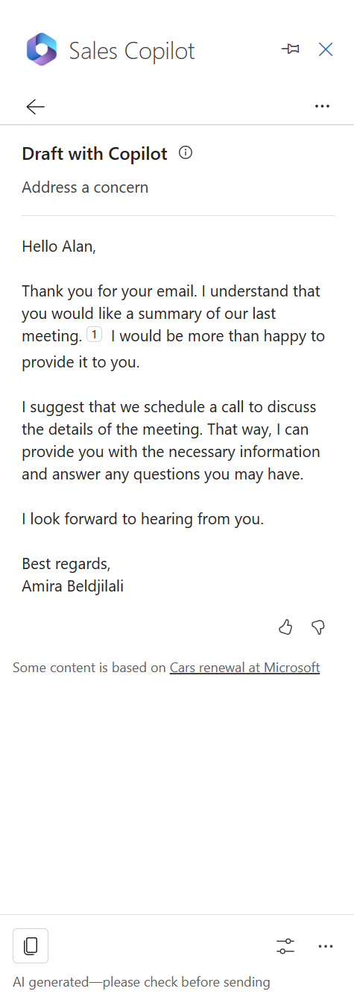 Sales Copilot
Draft with Copilot
Address a concern
Hello Alan,
Thank you for your email. I understand that
you would like a summary of our last
meeting. 1 I would be more than happy to
provide it to you.
I suggest that we schedule a call to discuss
the details of the meeting. That way, I can
provide you with the necessary information
and answer any questions you may have.
I look forward to hearing from you.
Best regards,
Amira Beldjilali
Some content is based on Cars renewal at Microsoft
AI generated—please check before sending